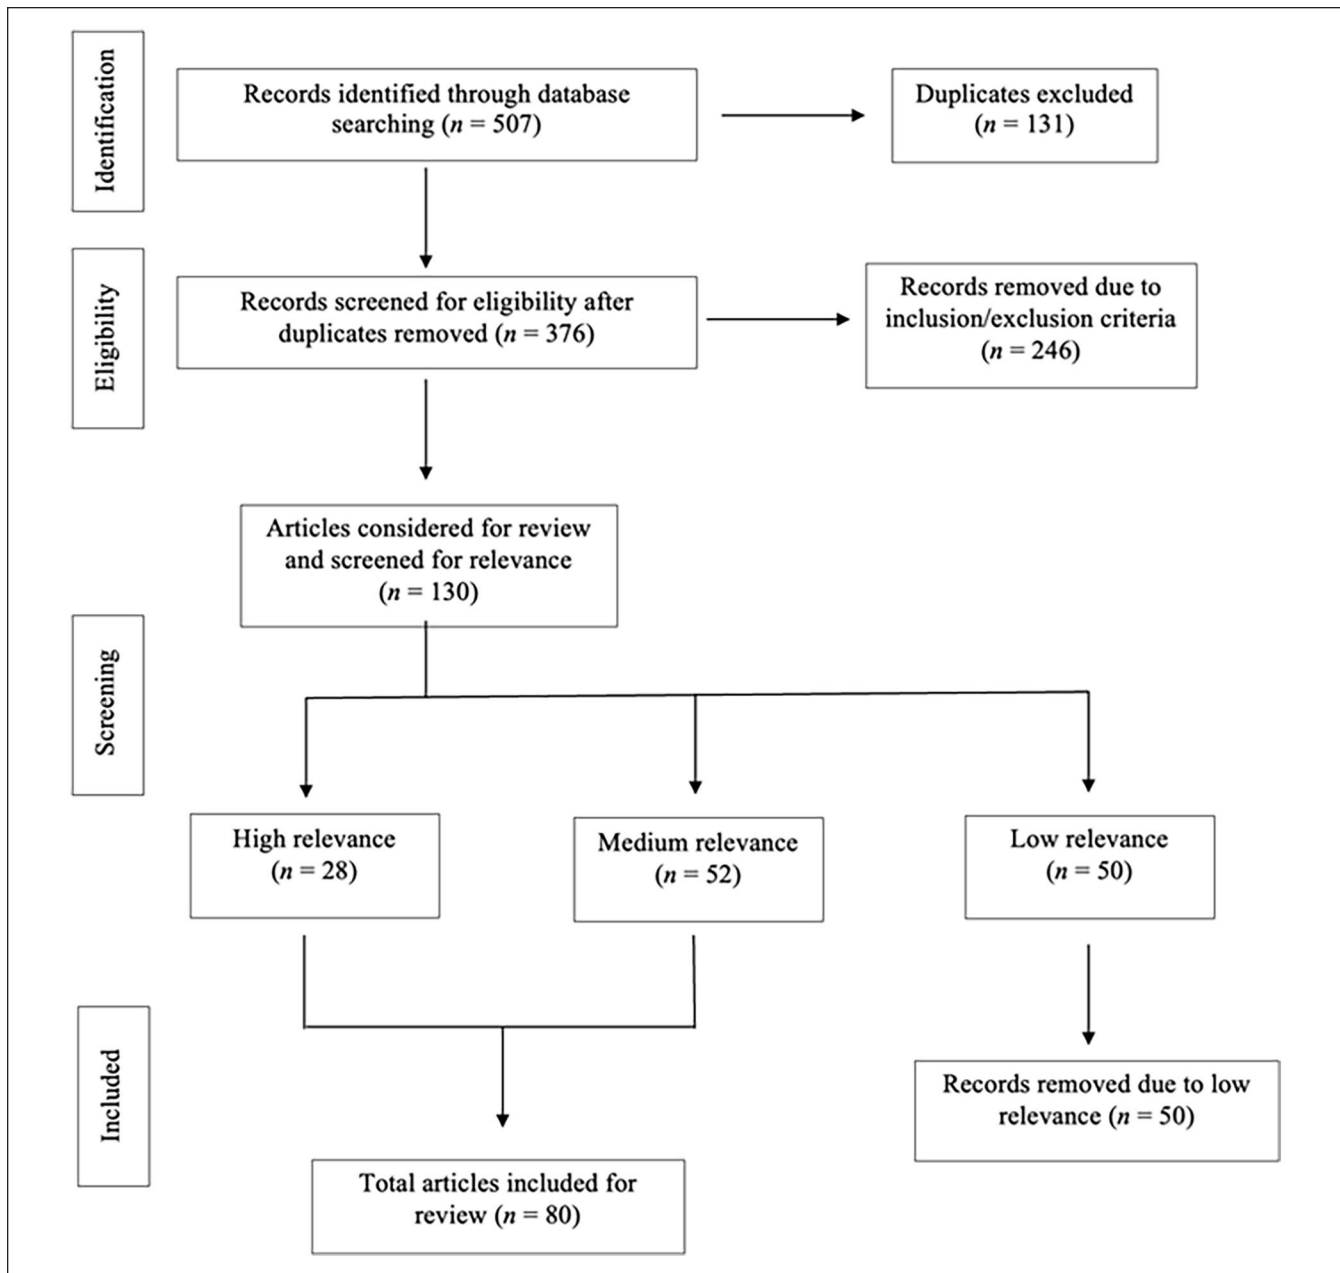 Identification
Records identified through database
searching (n = 507)
Duplicates excluded
(n = 131)
Eligibility
Records screened for eligibility after
duplicates removed (n = 376)
Records removed due to
inclusion/exclusion criteria
(n = 246)
Articles considered for review
and screened for relevance
(n = 130)
Screening
High relevance
(n = 28)
Medium relevance
(n = 52)
Low relevance
(n = 50)
Included
Records removed due to low
relevance (n = 50)
Total articles included for
review (n = 80)